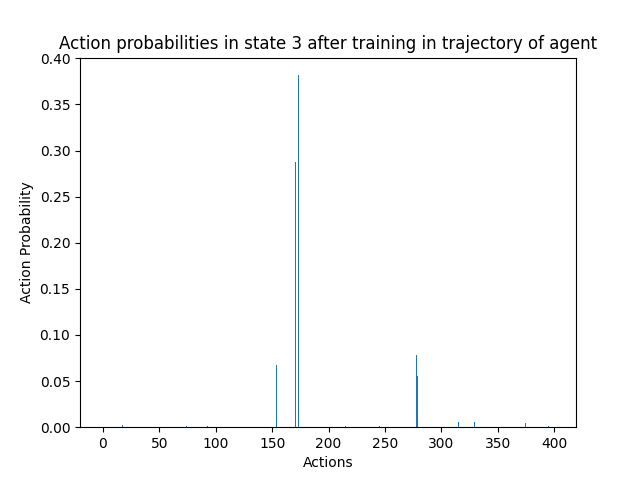 Action probabilities in state 3 after training in trajectory of agent
0.40
0.35
0.30
0.25
0.20
0.15
0.10
0.05
0.00
Action Probability
0 50 100 150 200 250 300 350 400
Actions